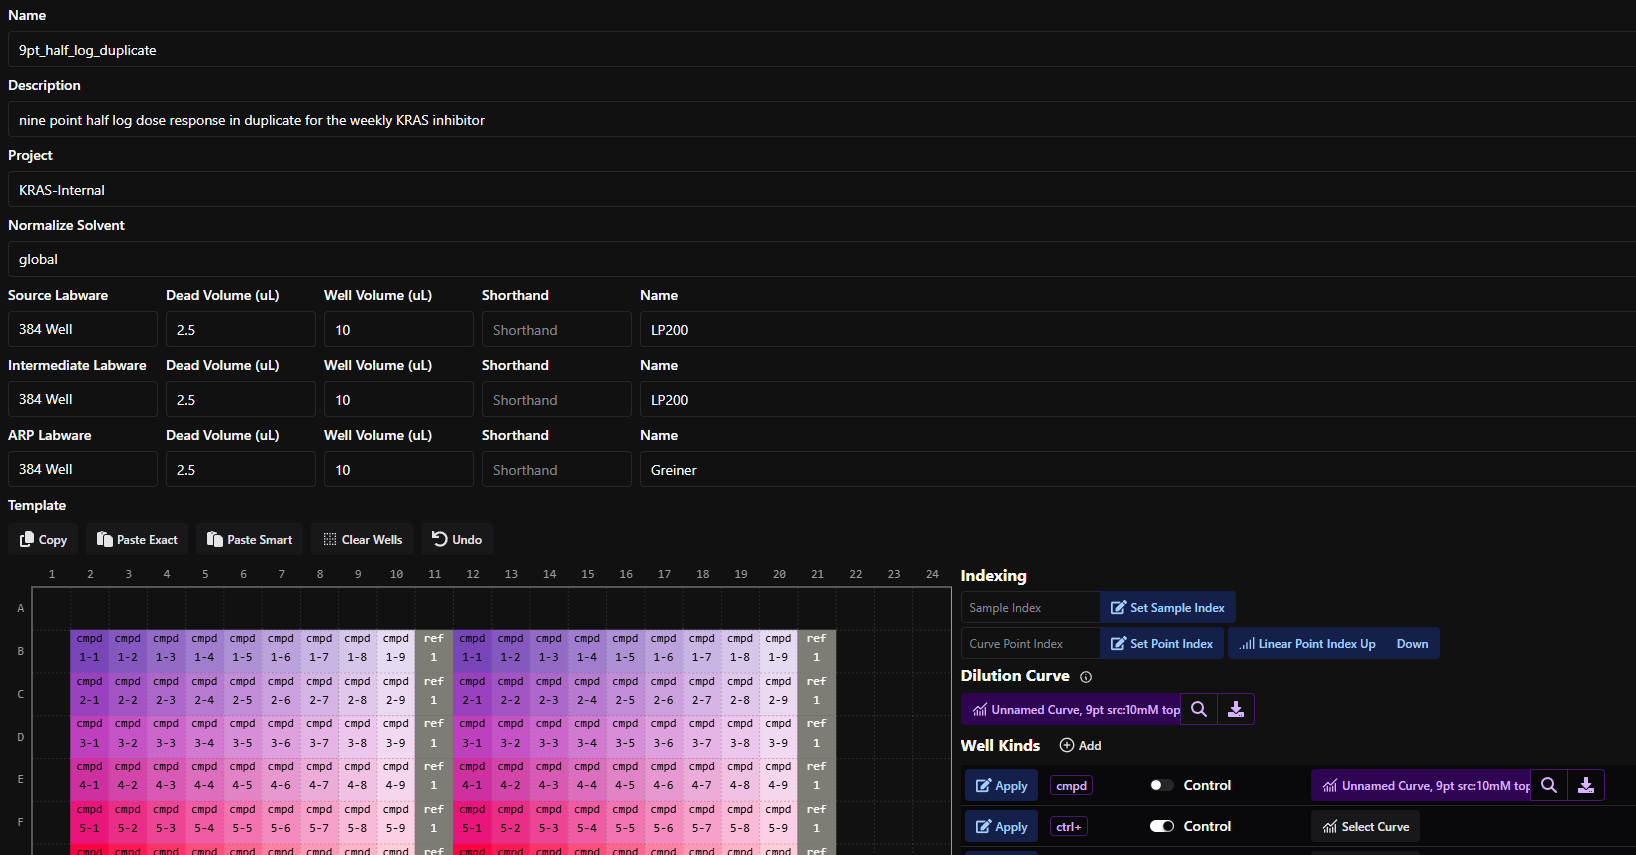 Name
9pt_half_log_duplicate
Description
nine point half log dose response in duplicate for the weekly KRAS inhibitor
Project
KRAS-Internal
Normalize Solvent
global
Source Labware Dead Volume (uL) Well Volume (uL) Shorthand Name
384 Well 2.5 10 Shorthand LP200
Intermediate Labware Dead Volume (uL) Well Volume (uL) Shorthand Name
384 Well 2.5 10 Shorthand LP200
ARP Labware Dead Volume (uL) Well Volume (uL) Shorthand Name
384 Well 2.5 10 Shorthand Greiner
Template
Copy Paste Exact Paste Smart Clear Wells Undo
1 2 3 4 5 6 7 8 9 10 11 12 13 14 15 16 17 18 19 20 21 22 23 24
A
cmpd cmpd cmpd cmpd cmpd cmpd cmpd cmpd cmpd ref cmpd cmpd cmpd cmpd cmpd cmpd cmpd cmpd cmpd ref
B 1-1 1-2 1-3 1-4 1-5 1-6 1-7 1-8 1-9 1 1-1 1-2 1-3 1-4 1-5 1-6 1-7 1-8 1-9 1
cmpd cmpd cmpd cmpd cmpd cmpd cmpd cmpd cmpd ref cmpd cmpd cmpd cmpd cmpd cmpd cmpd cmpd cmpd ref
C 2-1 2-2 2-3 2-4 2-5 2-6 2-7 2-8 2-9 1 2-1 2-2 2-3 2-4 2-5 2-6 2-7 2-8 2-9 1
cmpd cmpd cmpd cmpd cmpd cmpd cmpd cmpd cmpd ref cmpd cmpd cmpd cmpd cmpd cmpd cmpd cmpd cmpd ref
D 3-1 3-2 3-3 3-4 3-5 3-6 3-7 3-8 3-9 1 3-1 3-2 3-3 3-4 3-5 3-6 3-7 3-8 3-9 1
cmpd cmpd cmpd cmpd cmpd cmpd cmpd cmpd cmpd ref cmpd cmpd cmpd cmpd cmpd cmpd cmpd cmpd cmpd ref
E 4-1 4-2 4-3 4-4 4-5 4-6 4-7 4-8 4-9 1 4-1 4-2 4-3 4-4 4-5 4-6 4-7 4-8 4-9 1
cmpd cmpd cmpd cmpd cmpd cmpd cmpd cmpd cmpd ref cmpd cmpd cmpd cmpd cmpd cmpd cmpd cmpd cmpd ref
F 5-1 5-2 5-3 5-4 5-5 5-6 5-7 5-8 5-9 1 5-1 5-2 5-3 5-4 5-5 5-6 5-7 5-8 5-9 1
cmpd cmpd cmpd cmpd cmpd cmpd cmpd cmpd cmpd ref cmpd cmpd cmpd cmpd cmpd cmpd cmpd cmpd cmpd ref
Indexing
Sample Index Set Sample Index
Curve Point Index Set Point Index Linear Point Index Up Down
Dilution Curve
Unnamed Curve, 9pt src:10mM top
Well Kinds Add
Apply cmpd Control Unnamed Curve, 9pt src:10mM top
Apply ctrl+ Control Select Curve